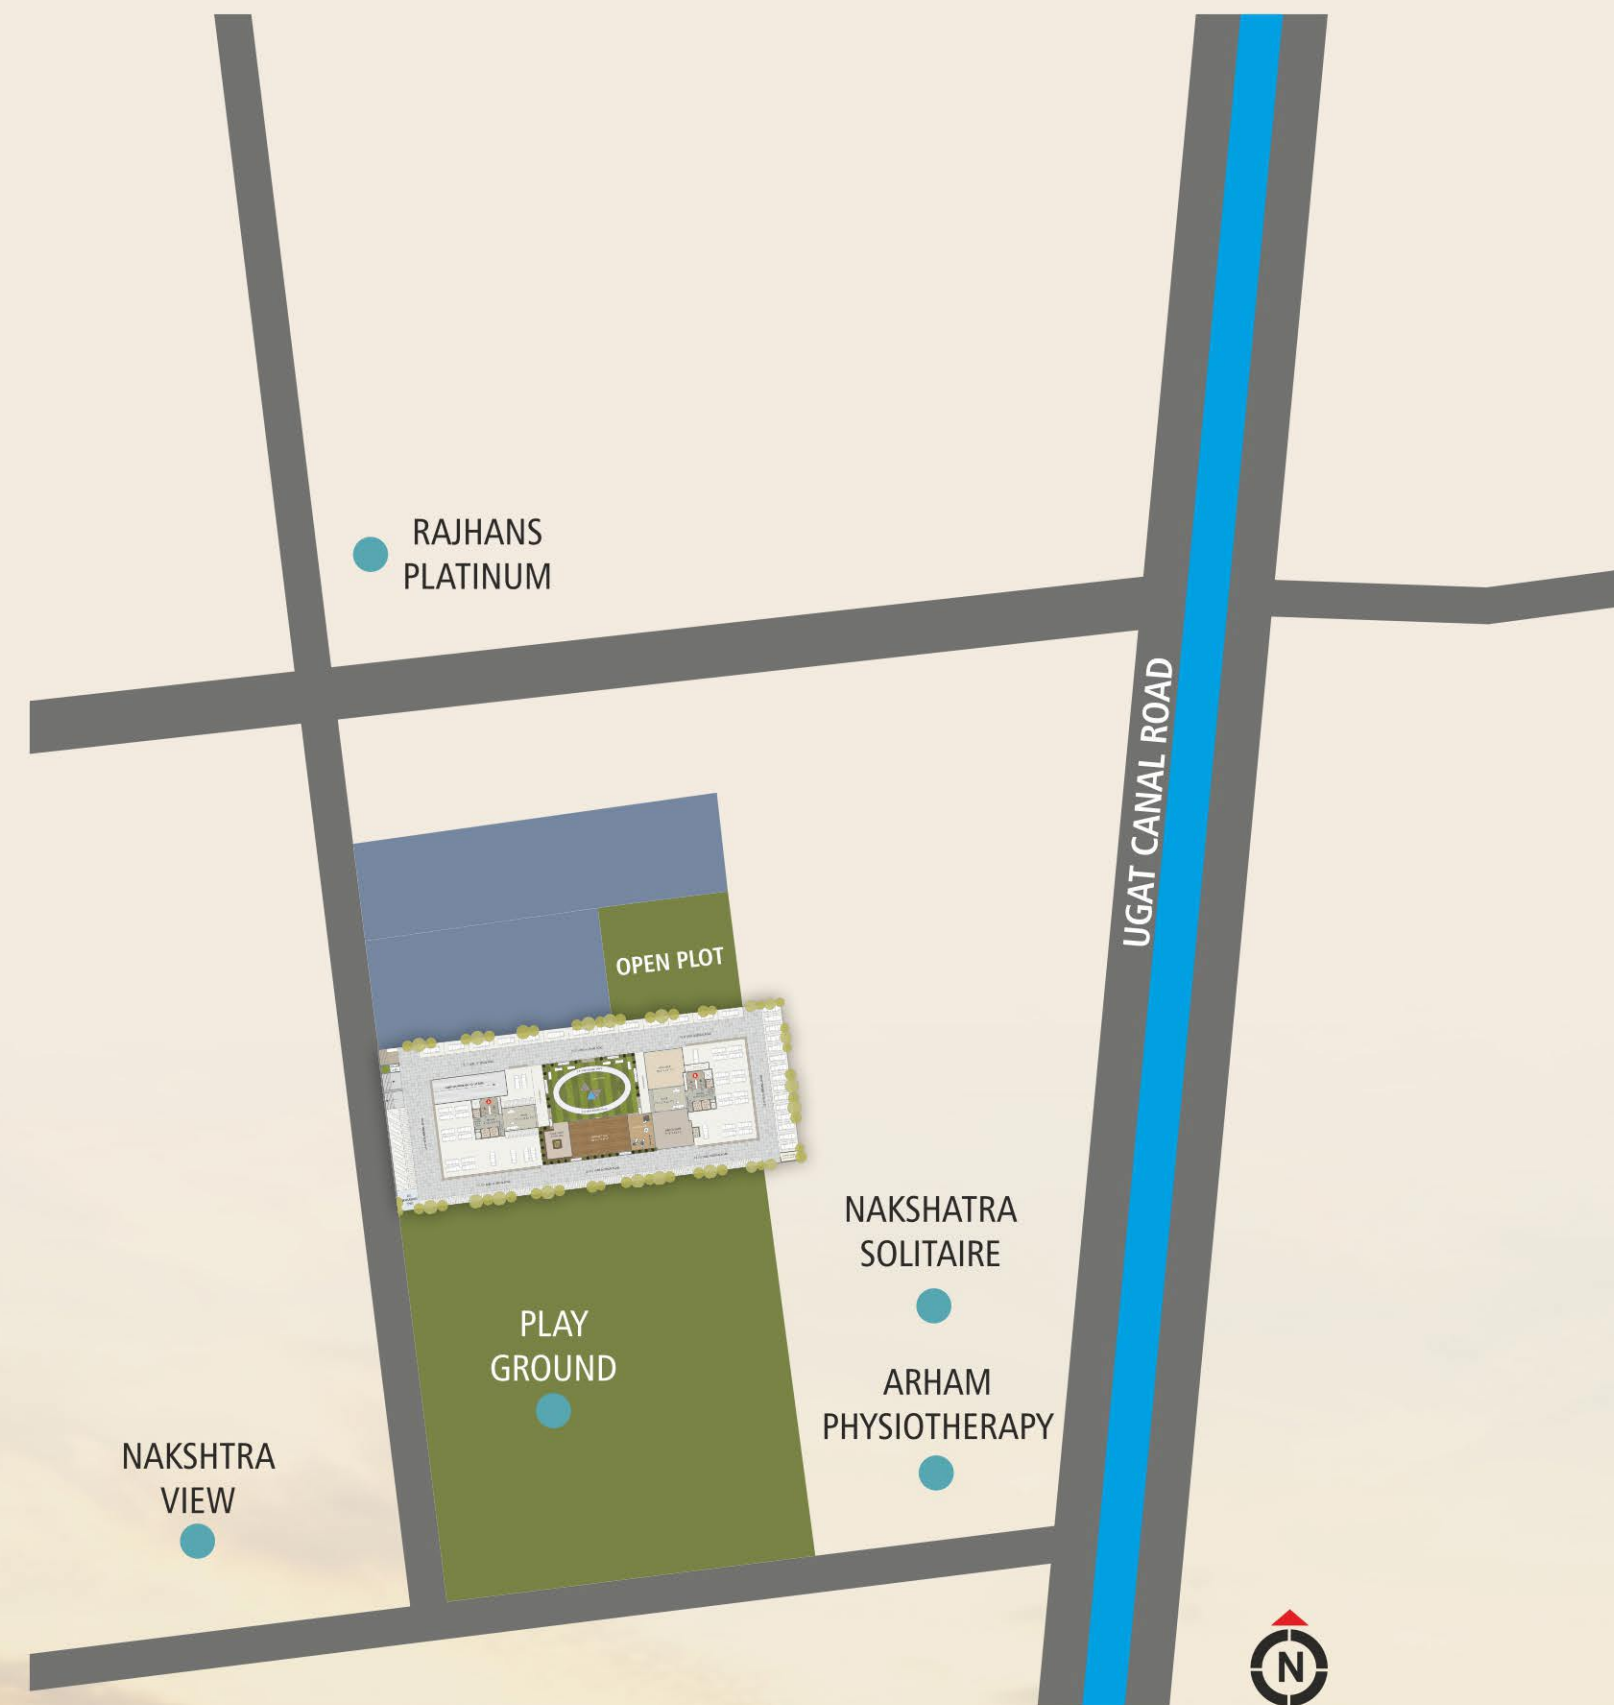 RAJHANS
PLATINUM
UGAT CANAL ROAD
OPEN PLOT
NAKSHATRA
SOLITAIRE
PLAY
GROUND
ARHAM
PHYSIOTHERAPY
NAKSHTRA
VIEW
N